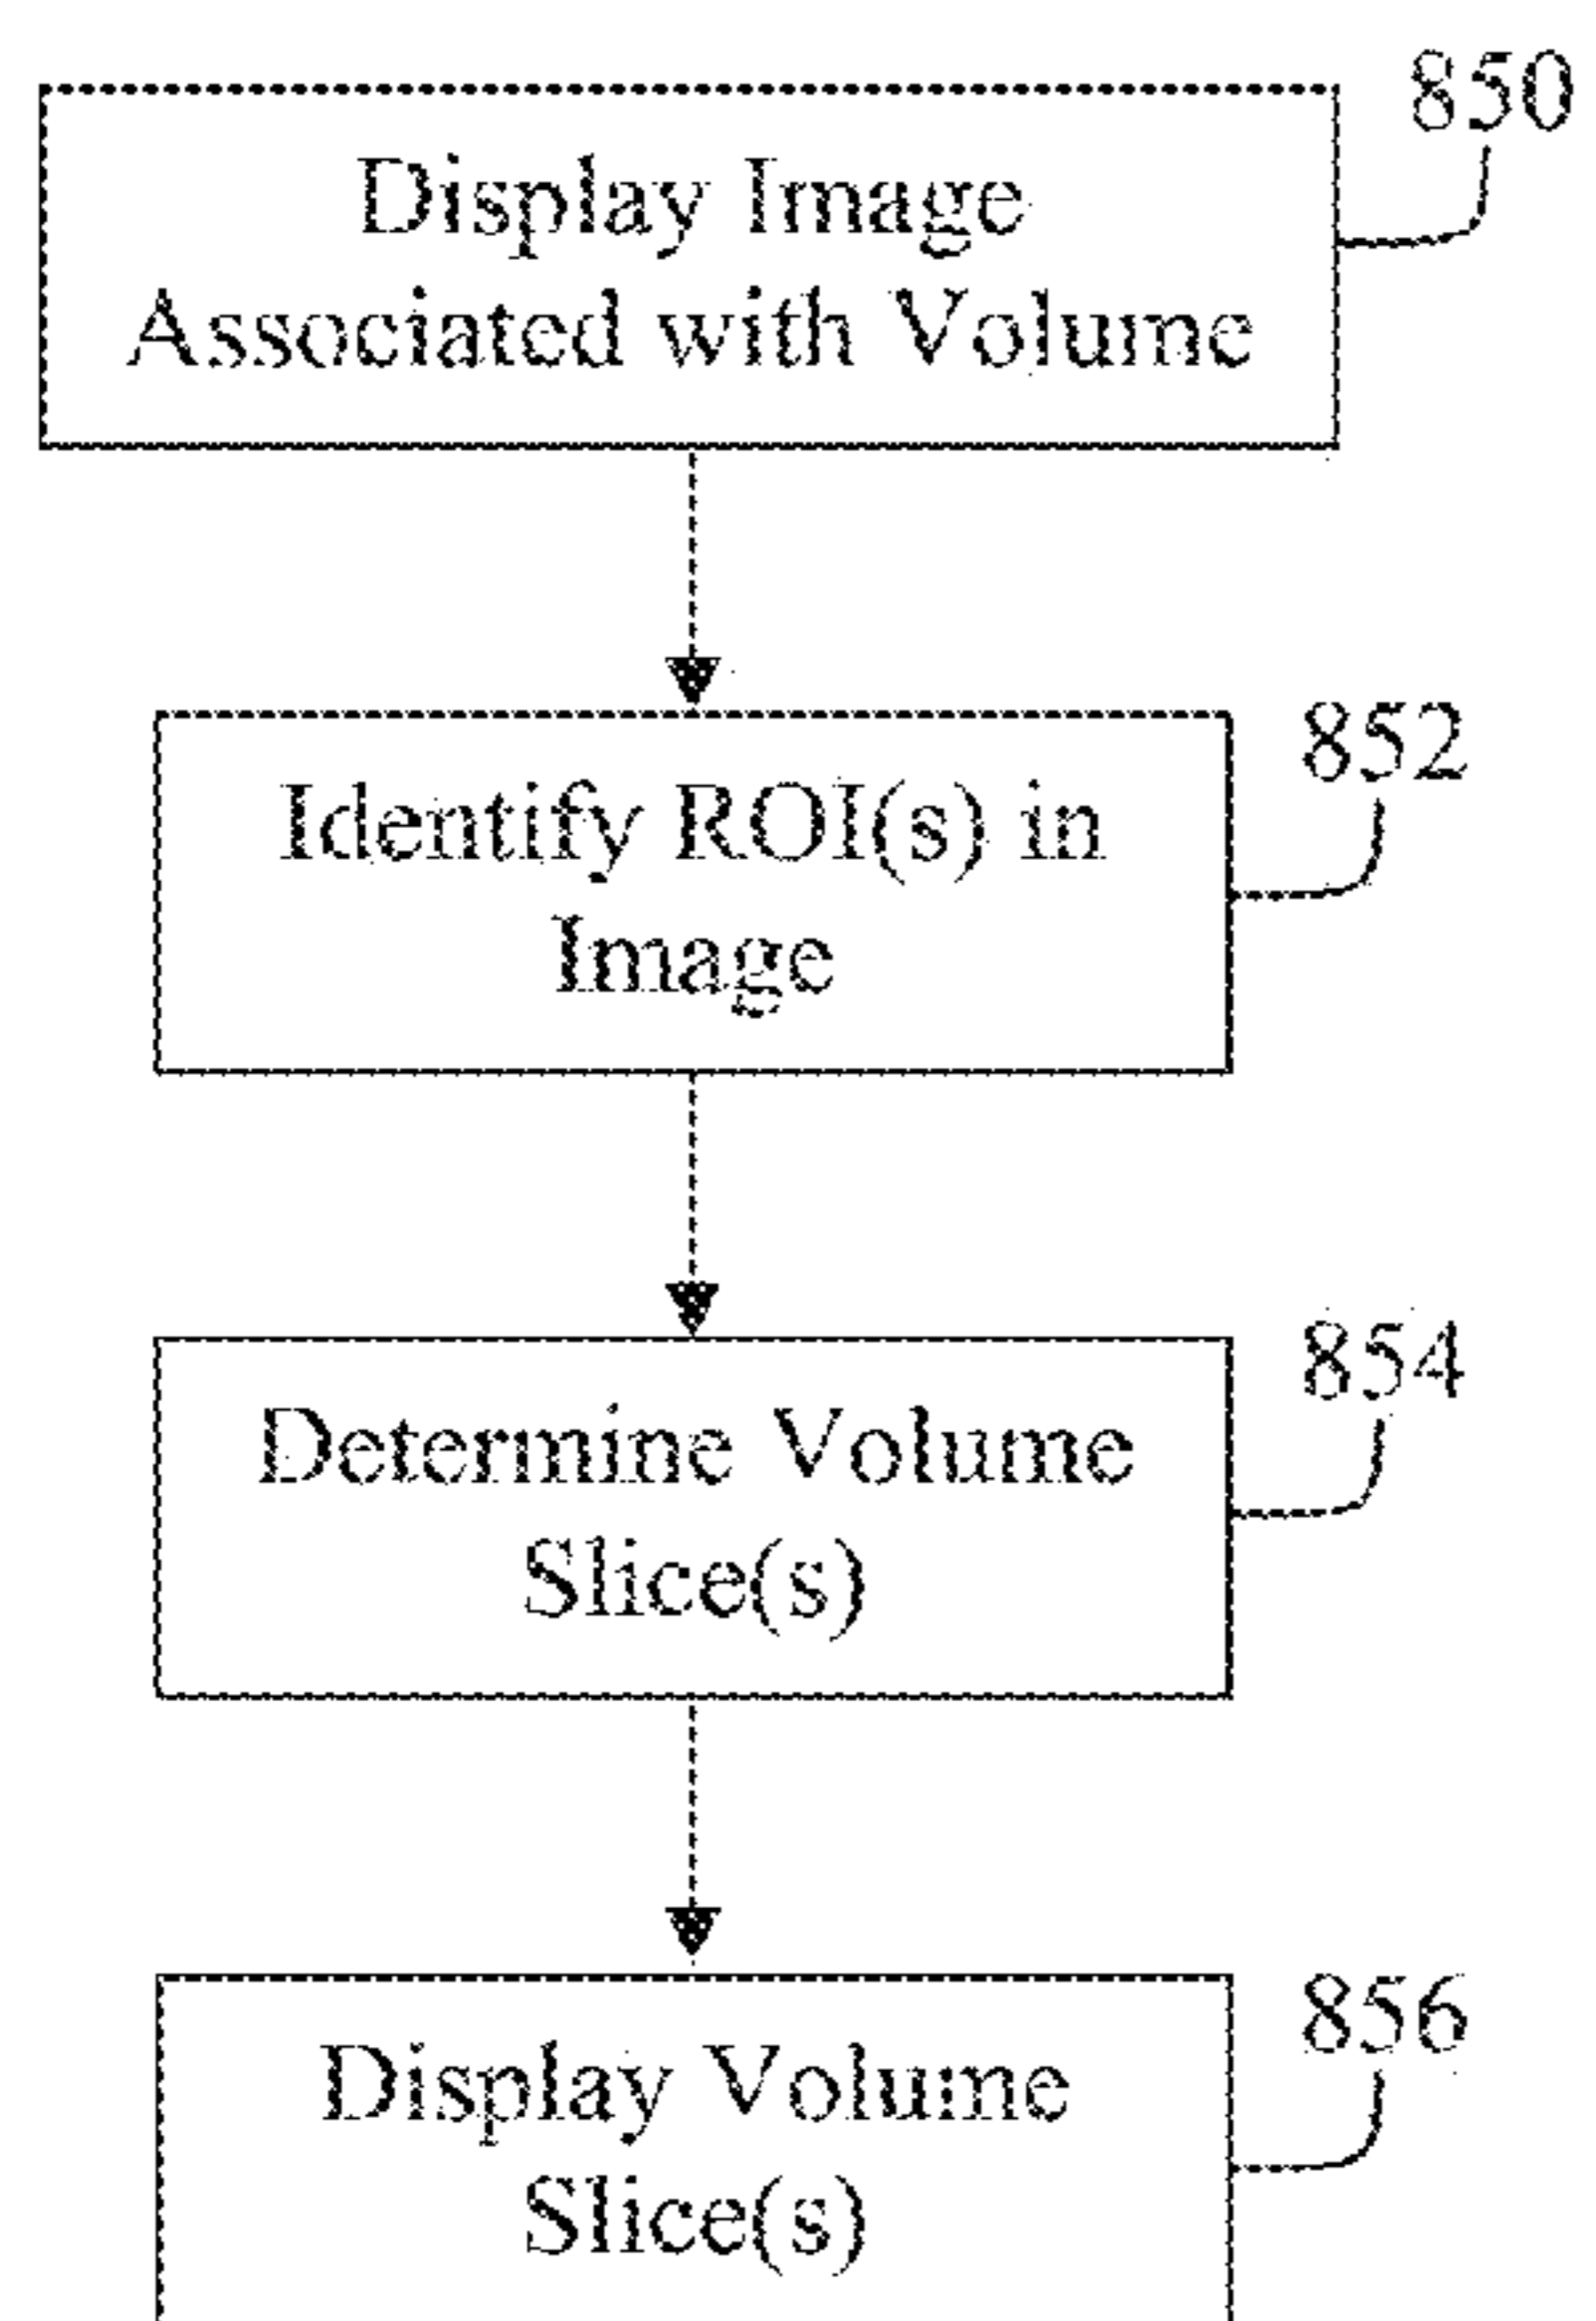 850
Display Image
Associated with Volume
852
Identify ROI(s) in
Image
854
Determine Volume
Slice(s)
856
Display Volume
Slice(s)